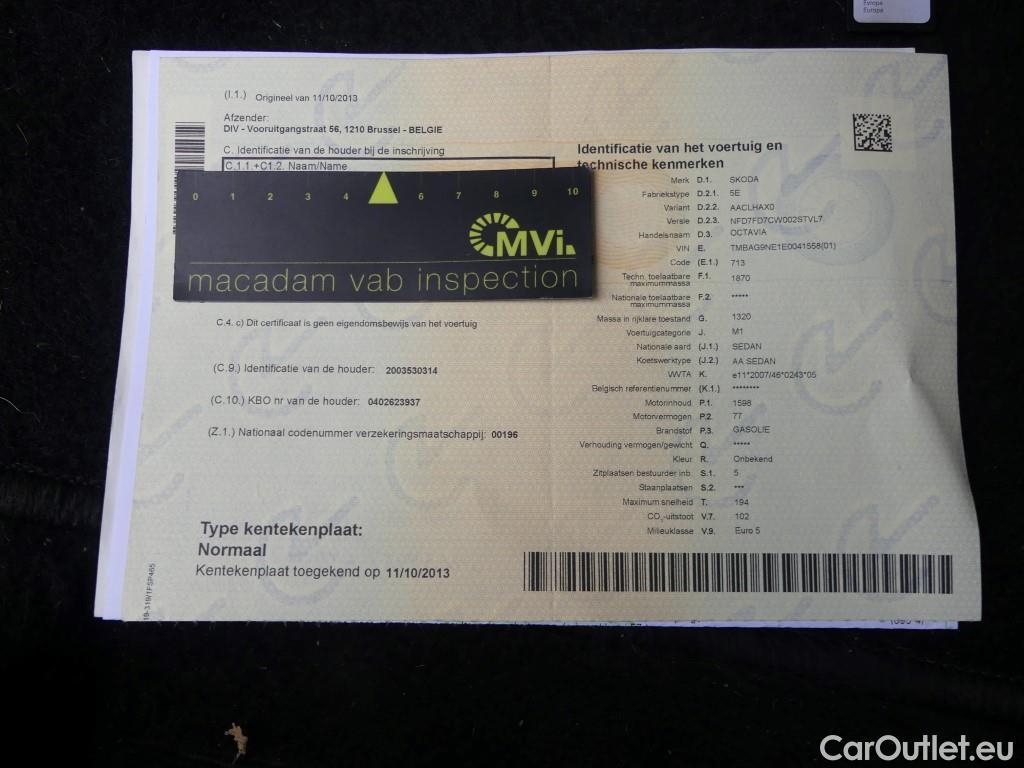 Evropa
Europa
(I.1.) Origineel van 11/10/2013
Afzender:
DIV - Vooruitgangstraat 56, 1210 Brussel - BELGIE
C. Identificatie van de houder bij de inschrijving
C.1.1.+C1.2. Naam/Name
0 1 2 3 4 6 7 8 9 10
CMVi.
macadam vab inspection
C.4. c) Dit certificaat is geen eigendomsbewijs van het voertuig
(C.9.) Identificatie van de houder: 2003530314
(C.10.) KBO nr van de houder: 0402623937
(Z.1.) Nationaal codenummer verzekeringsmaatschappij: 00196
Type kentekenplaat:
Normaal
Kentekenplaat toegekend op 11/10/2013
Identificatie van het voertuig en
technische kenmerken
Merk D.1. SKODA
Fabriekstype D.2.1. 5E
Variant D.2.2. AACLHAX0
Versie D.2.3. NFD7FD7CW002STVL7
Handelsnaam D.3. OCTAVIA
VIN E. TMBAG9NE1E0041558(01)
Code (E.1.) 713
Techn. toelaatbare
maximummassa F.1. 1870
Nationale toelaatbare
maximummassa F.2. *****
Massa in rijklare toestand G. 1320
Voertuigcategorie J. M1
Nationale aard (J.1.) SEDAN
Koetswerktype (J.2.) AA SEDAN
WVTA K. e11*2007/46*0243*05
Belgisch referentienummer (K.1.) ********
Motorinhoud P.1. 1598
Motorvermogen P.2. 77
Brandstof P.3. GASOLIE
Verhouding vermogen/gewicht Q. *****
Kleur R. Onbekend
Zitplaatsen bestuurder inb. S.1. 5
Staanplaatsen S.2. ***
Maximum snelheid T. 194
CO₂-uitstoot V.7. 102
Milieuklasse V.9. Euro 5
CarOutlet.eu